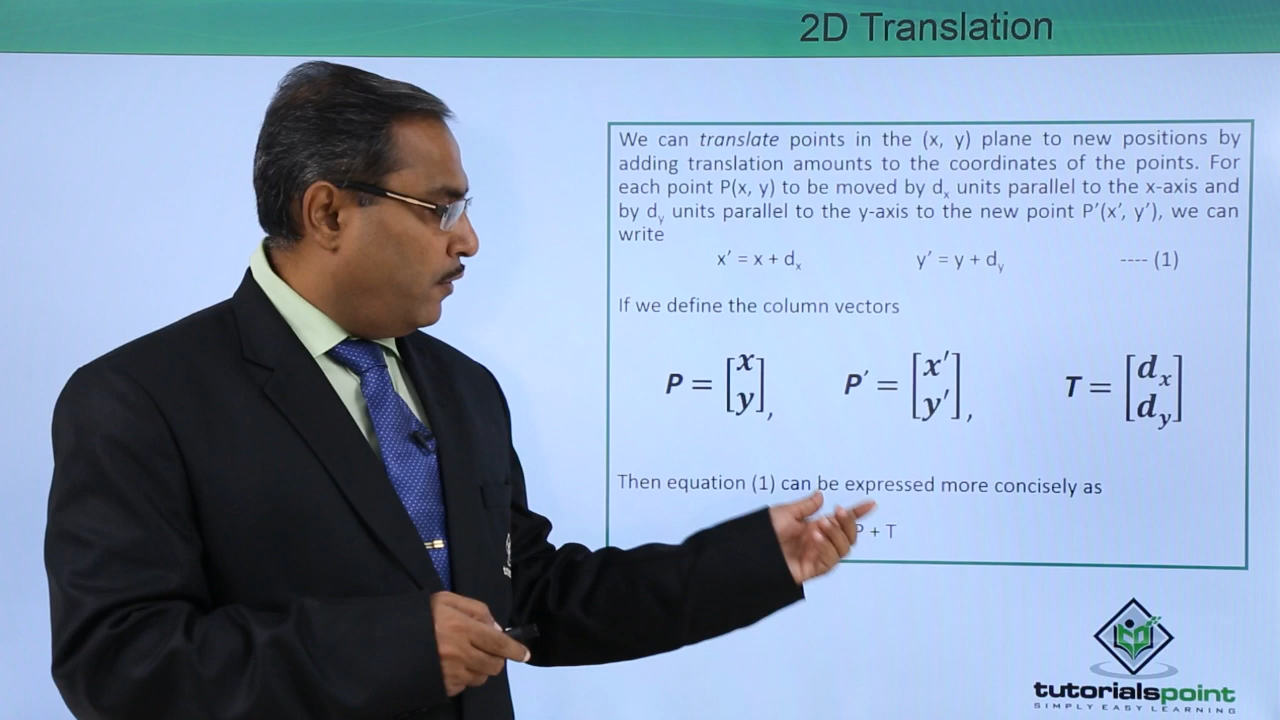 2D Translation
We can translate points in the (x, y) plane to new positions by
adding translation amounts to the coordinates of the points. For
each point P(x, y) to be moved by dx units parallel to the x-axis and
by dy units parallel to the y-axis to the new point P′(x′, y′), we can
write
x′ = x + dx y′ = y + dy ---- (1)
If we define the column vectors
P = [x y], P′ = [x′ y′], T = [dx dy]
Then equation (1) can be expressed more concisely as
P + T
tutorialspoint
SIMPLY EASY LEARNING